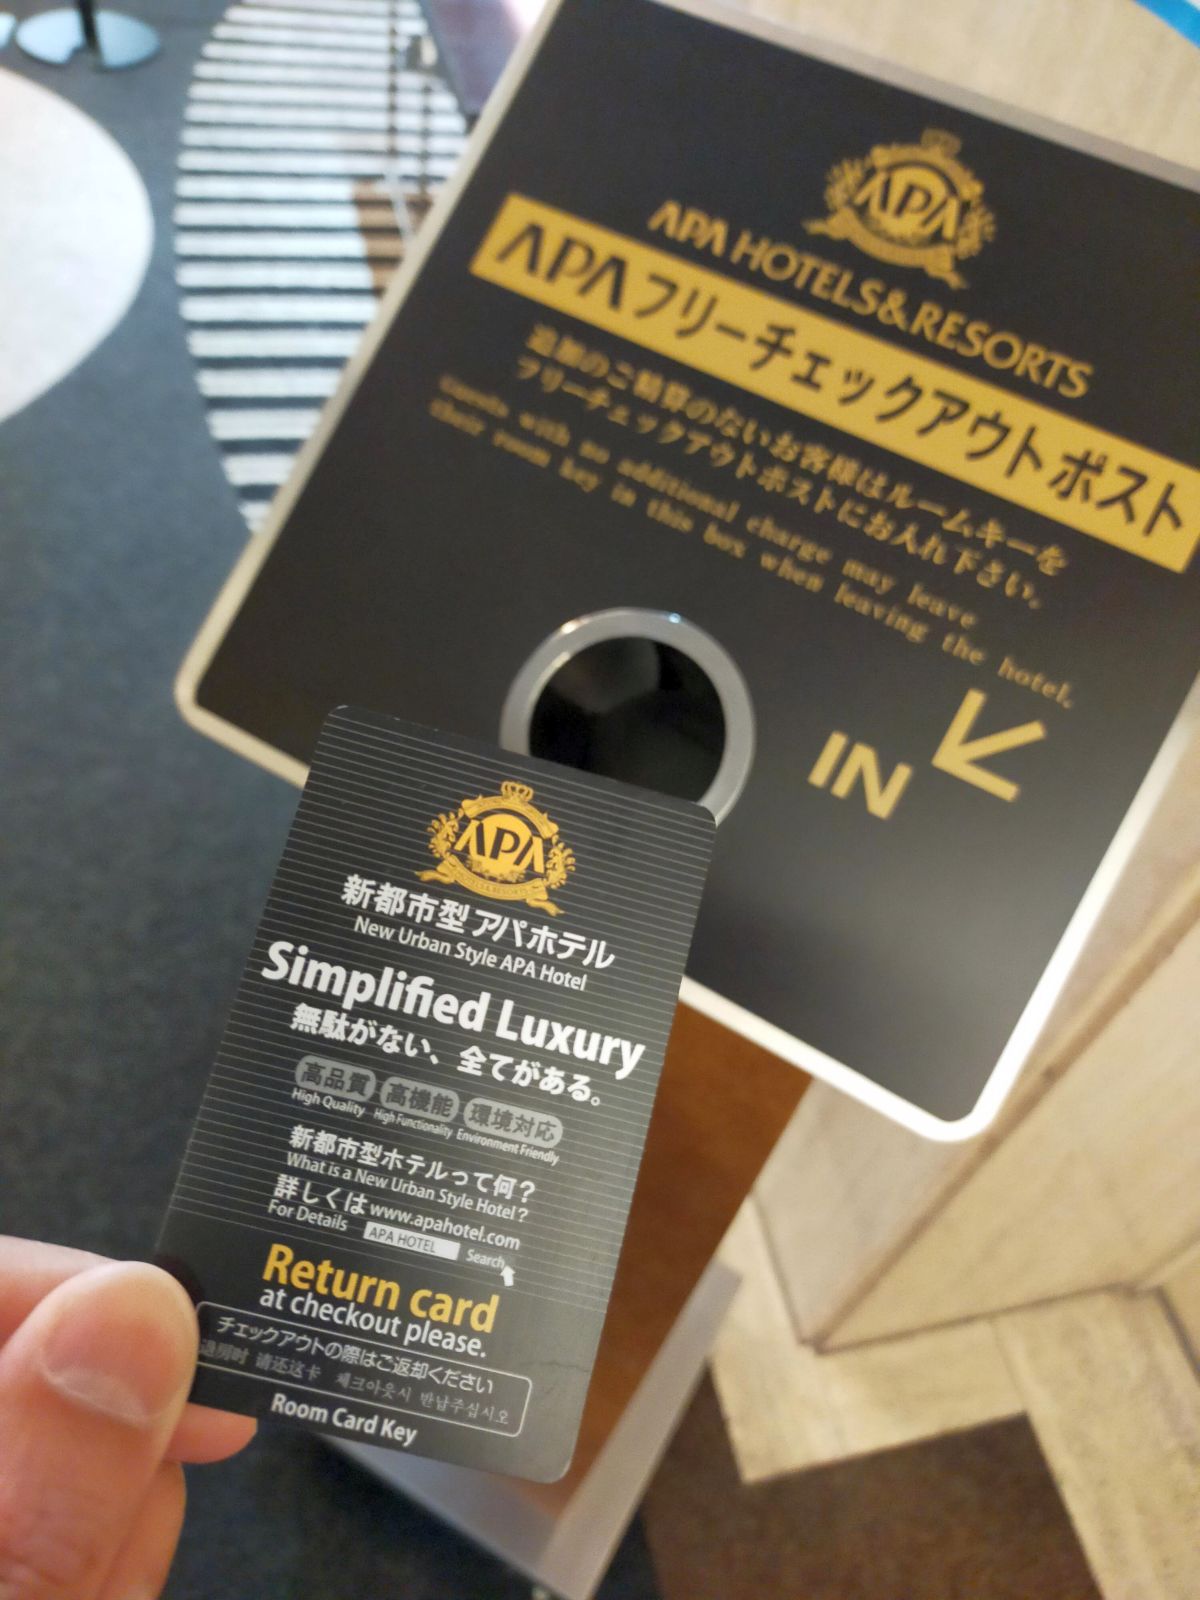 APA
APA HOTELS&RESORTS
APAフリーチェックアウトポスト
追加のご精算のないお客様はルームキーを
フリーチェックアウトポストにお入れ下さい。
Guests with no additional charge may leave
their room key in this box when leaving the hotel.
IN
APA
HOTELS & RESORTS
新都市型 アパホテル
New Urban Style APA Hotel
Simplified Luxury
無駄がない、全てがある。
高品質 高機能 環境対応
High Quality High Functionality Environment Friendly
新都市型ホテルって何？
What is a New Urban Style Hotel?
詳しくは www.apahotel.com
For Details APA HOTEL Search
Return card
at checkout please.
チェックアウトの際はご返却ください
退房时 请还这卡 체크아웃시 반납주십시오
Room Card Key